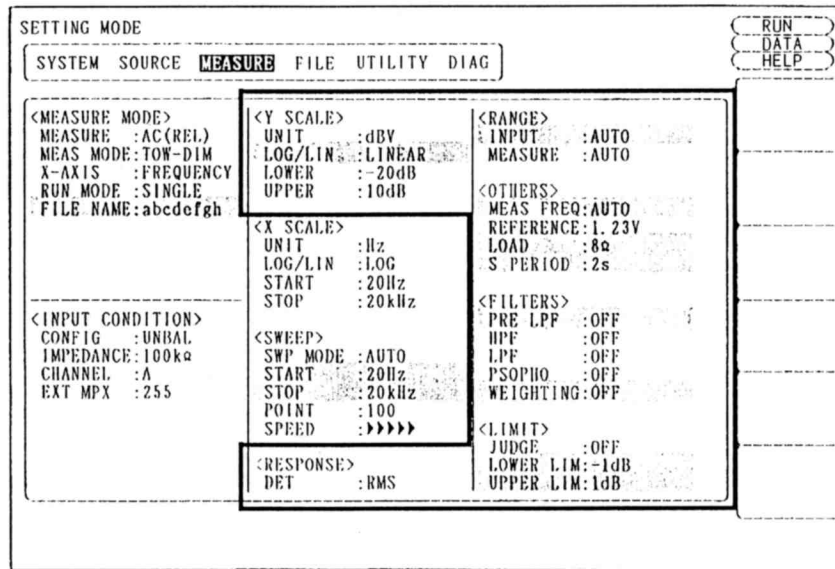 SETTING MODE
RUN
DATA
HELP
SYSTEM SOURCE MEASURE FILE UTILITY DIAG
<MEASURE MODE>
MEASURE :AC(REL)
MEAS MODE:TOW-DIM
X-AXIS :FREQUENCY
RUN MODE :SINGLE
FILE NAME:abcdefgh
<INPUT CONDITION>
CONFIG :UNBAL
IMPEDANCE:100kΩ
CHANNEL :A
EXT MPX :255
<Y SCALE>
UNIT :dBV
LOG/LIN :LINEAR
LOWER :-20dB
UPPER :10dB
<X SCALE>
UNIT :Hz
LOG/LIN :LOG
START :20Hz
STOP :20kHz
<SWEEP>
SWP MODE :AUTO
START :20Hz
STOP :20kHz
POINT :100
SPEED :❯❯❯❯❯
<RESPONSE>
DET :RMS
<RANGE>
INPUT :AUTO
MEASURE :AUTO
<OTHERS>
MEAS FREQ:AUTO
REFERENCE:1.23V
LOAD :8Ω
S PERIOD :2s
<FILTERS>
PRE LPF :OFF
HPF :OFF
LPF :OFF
PSOPHO :OFF
WEIGHTING:OFF
<LIMIT>
JUDGE :OFF
LOWER LIM:-1dB
UPPER LIM:1dB